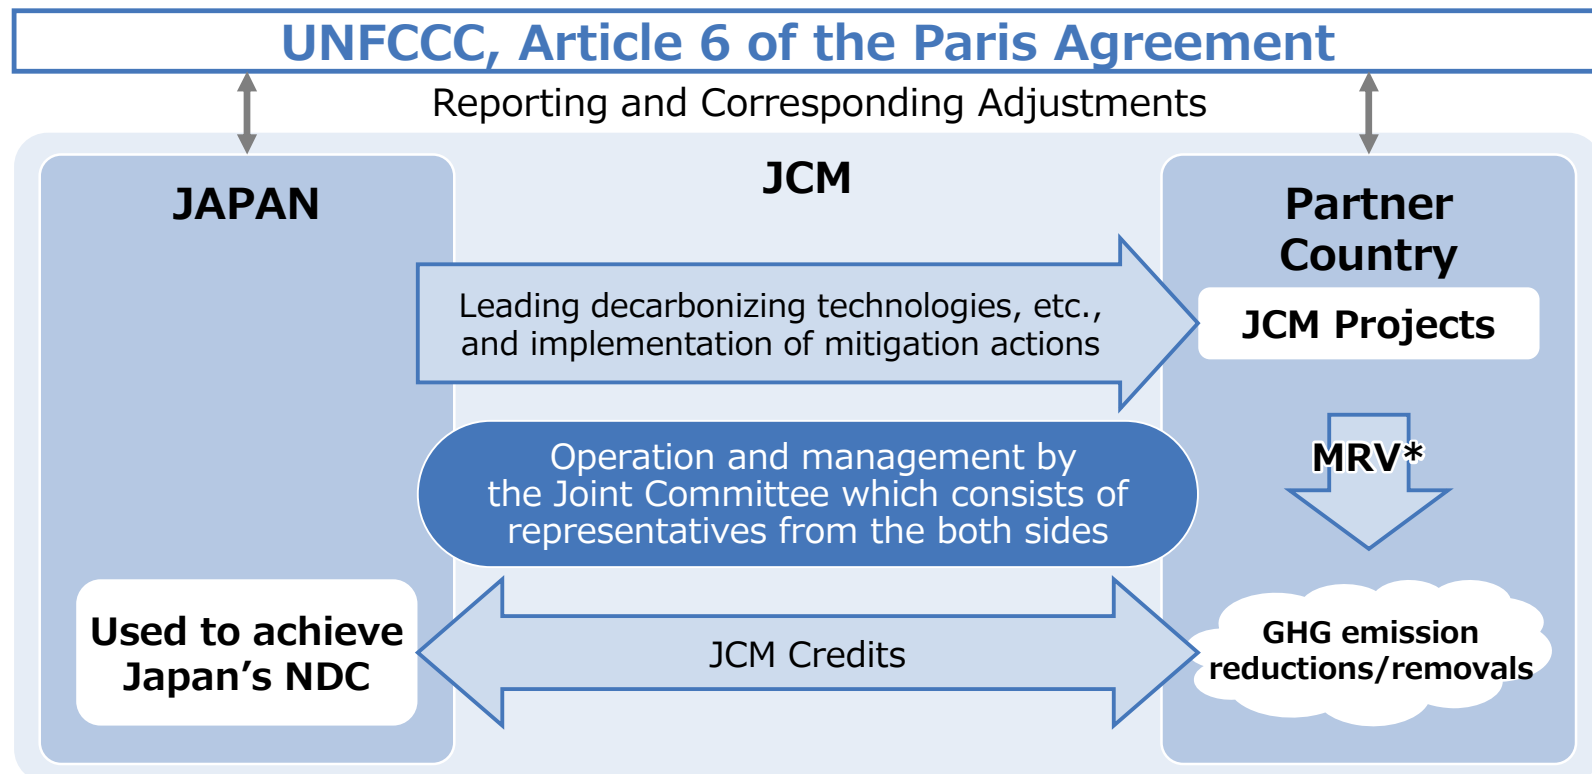 UNFCCC, Article 6 of the Paris Agreement
Reporting and Corresponding Adjustments
JCM
JAPAN
Partner
Country
Leading decarbonizing technologies, etc.,
and implementation of mitigation actions
JCM Projects
Operation and management by
the Joint Committee which consists of
representatives from the both sides
MRV*
Used to achieve
Japan’s NDC
JCM Credits
GHG emission
reductions/removals